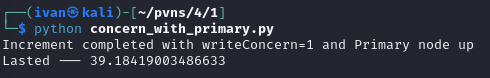 ┌──(ivan㉿kali)-[~/pvns/4/1]
└─$ python concern_with_primary.py
Increment completed with writeConcern=1 and Primary node up
Lasted —— 39.18419003486633